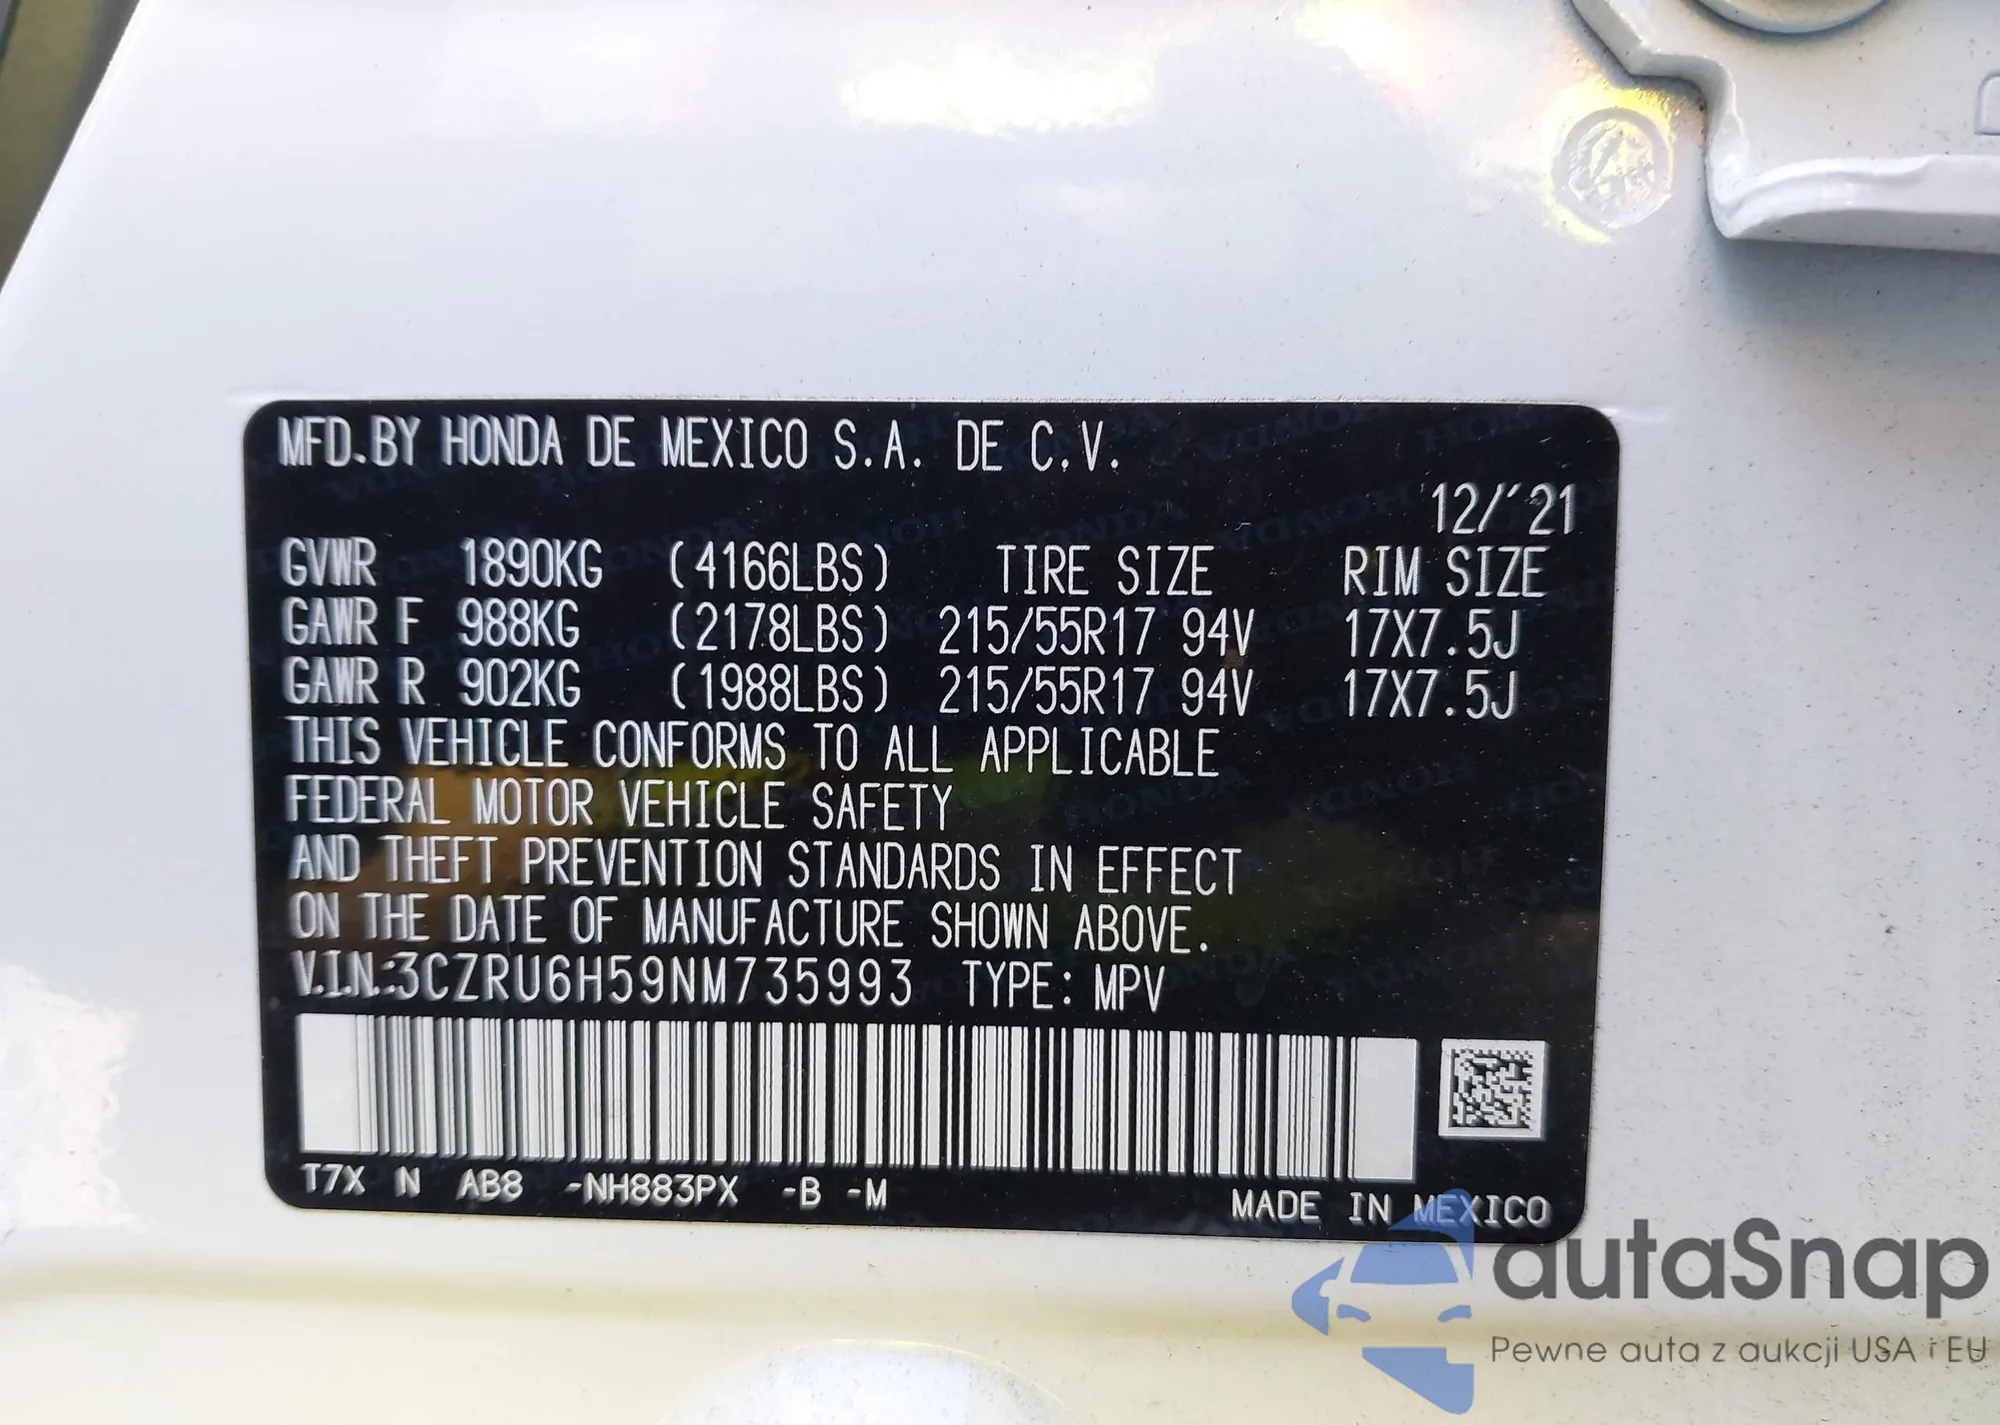 MFD.BY HONDA DE MEXICO S.A. DE C.V.
12/'21
GVWR 1890KG (4166LBS) TIRE SIZE RIM SIZE
GAWR F 988KG (2178LBS) 215/55R17 94V 17X7.5J
GAWR R 902KG (1988LBS) 215/55R17 94V 17X7.5J
THIS VEHICLE CONFORMS TO ALL APPLICABLE
FEDERAL MOTOR VEHICLE SAFETY
AND THEFT PREVENTION STANDARDS IN EFFECT
ON THE DATE OF MANUFACTURE SHOWN ABOVE.
V.I.N.:3CZRU6H59NM735993 TYPE: MPV
T7X N AB8 -NH883PX -B -M
MADE IN MEXICO
autaSnap
Pewne auta z aukcji USA i EU